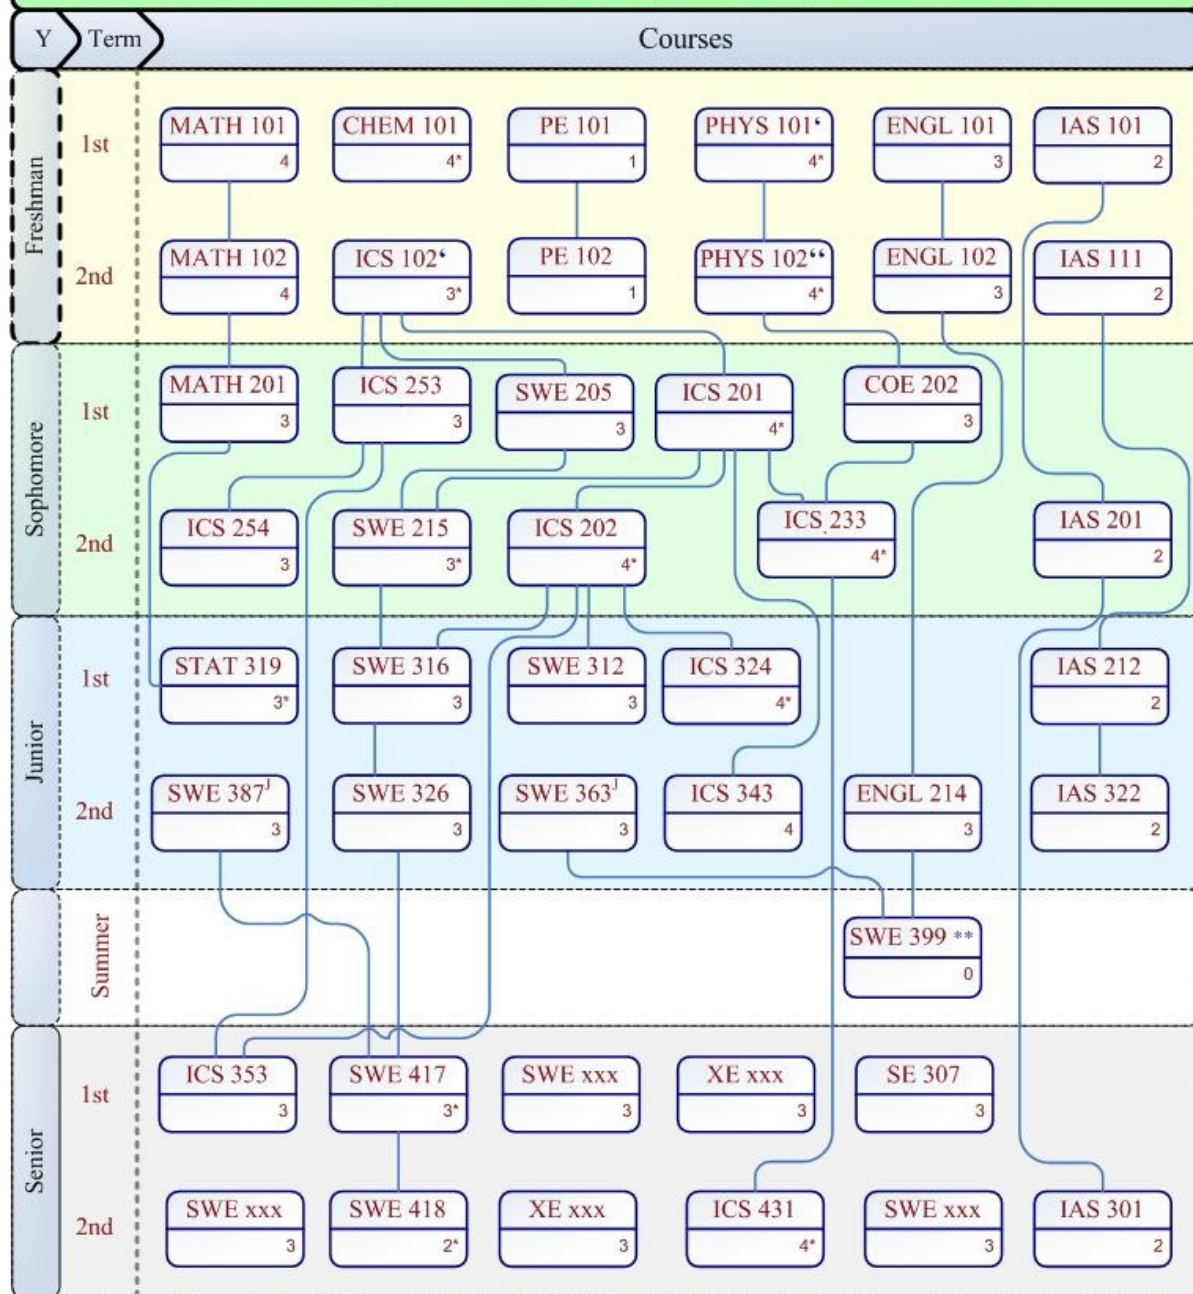 Y Term Courses
Freshman
1st
MATH 101 CHEM 101 PE 101 PHYS 101‘ ENGL 101 IAS 101
4 4* 1 4* 3 2
2nd
MATH 102 ICS 102‘ PE 102 PHYS 102‘‘ ENGL 102 IAS 111
4 3* 1 4* 3 2
Sophomore
1st
MATH 201 ICS 253 SWE 205 ICS 201 COE 202
3 3 3 4* 3
2nd
ICS 254 SWE 215 ICS 202 ICS 233 IAS 201
3 3* 4* 4* 2
Junior
1st
STAT 319 SWE 316 SWE 312 ICS 324 IAS 212
3* 3 3 4* 2
2nd
SWE 387ᴶ SWE 326 SWE 363ᴶ ICS 343 ENGL 214 IAS 322
3 3 3 4 3 2
Summer
SWE 399 **
0
Senior
1st
ICS 353 SWE 417 SWE xxx XE xxx SE 307
3 3* 3 3 3
2nd
SWE xxx SWE 418 XE xxx ICS 431 SWE xxx IAS 301
3 2* 3 4* 3 2